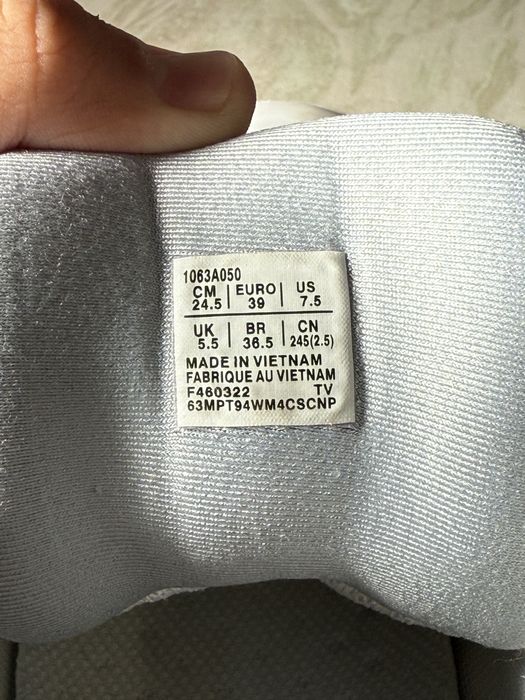 1063A050
CM | EURO | US
24.5 | 39 | 7.5
UK | BR | CN
5.5 | 36.5 | 245(2.5)
MADE IN VIETNAM
FABRIQUE AU VIETNAM
F460322 TV
63MPT94WM4CSCNP